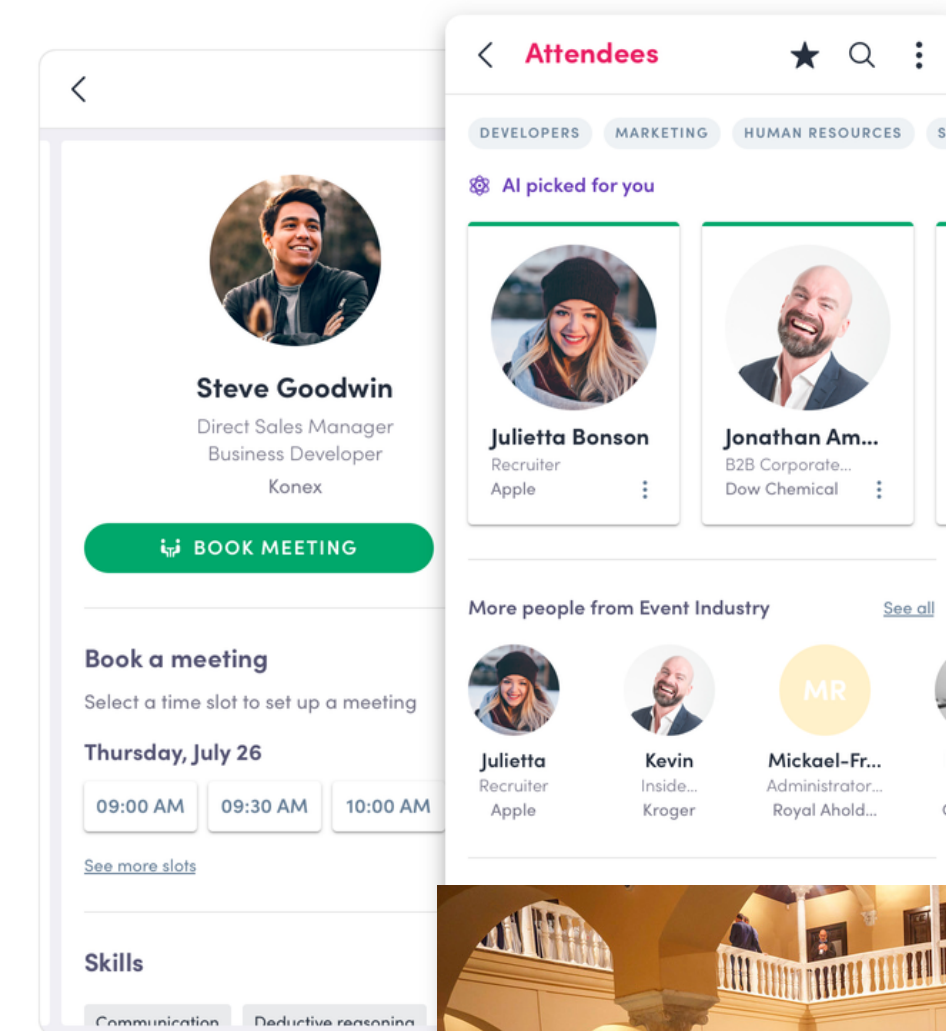 Steve Goodwin
Direct Sales Manager
Business Developer
Konex
BOOK MEETING
Book a meeting
Select a time slot to set up a meeting
Thursday, July 26
09:00 AM 09:30 AM 10:00 AM
See more slots
Skills
Communication Deductive reasoning
Attendees
DEVELOPERS MARKETING HUMAN RESOURCES S
AI picked for you
Julietta Bonson
Recruiter
Apple
Jonathan Am...
B2B Corporate...
Dow Chemical
More people from Event Industry See all
Julietta
Recruiter
Apple
Kevin
Inside...
Kroger
MR
Mickael-Fr...
Administrator...
Royal Ahold...